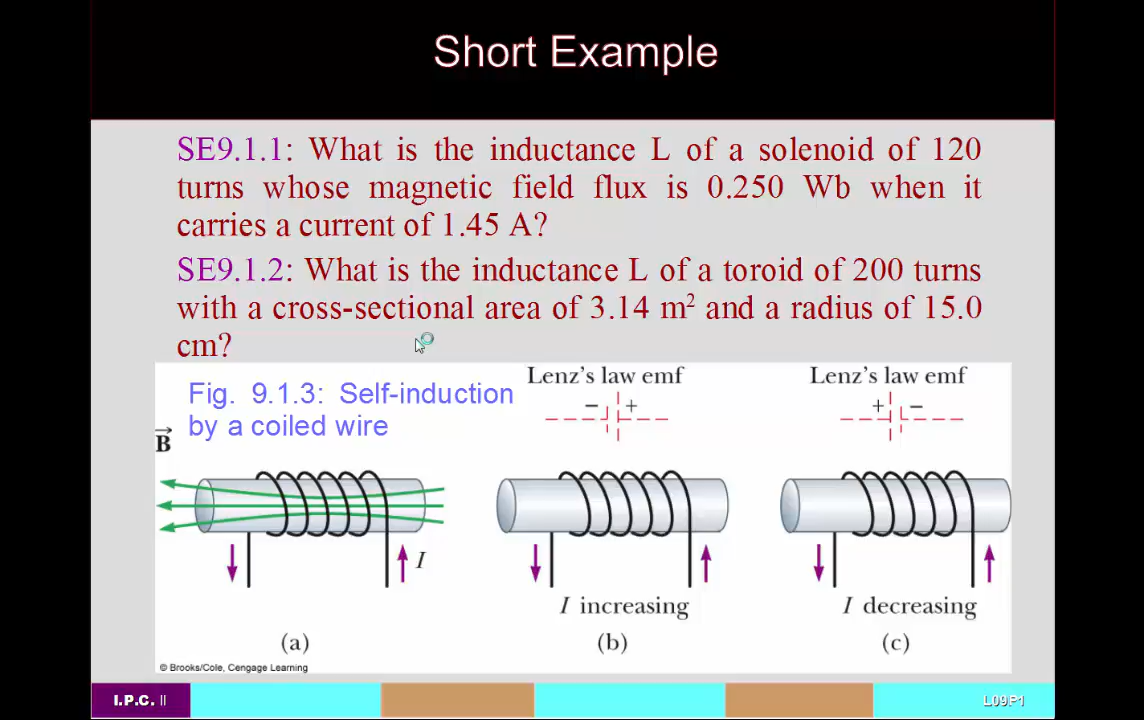 Short Example
SE9.1.1: What is the inductance L of a solenoid of 120
turns whose magnetic field flux is 0.250 Wb when it
carries a current of 1.45 A?
SE9.1.2: What is the inductance L of a toroid of 200 turns
with a cross-sectional area of 3.14 m² and a radius of 15.0
cm?
Fig. 9.1.3: Self-induction
by a coiled wire
Lenz's law emf
Lenz's law emf
− +
+ −
B
I
I increasing
I decreasing
(a)
(b)
(c)
© Brooks/Cole, Cengage Learning
I.P.C. II
L09P1